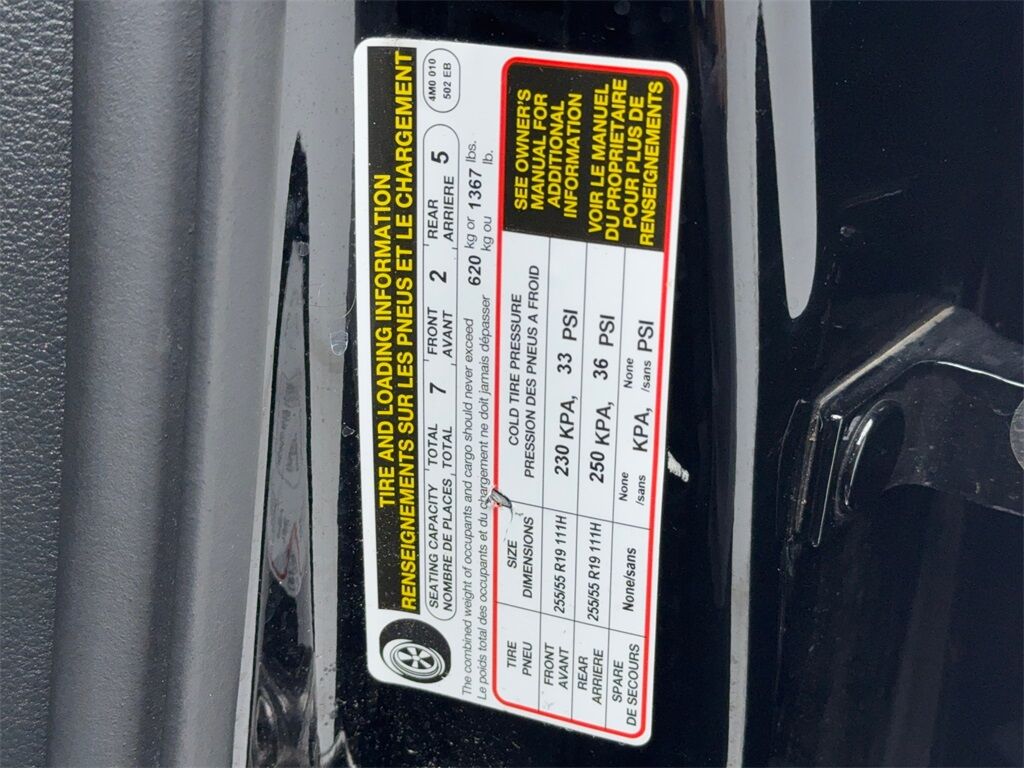 TIRE AND LOADING INFORMATION
RENSEIGNEMENTS SUR LES PNEUS ET LE CHARGEMENT
4M0 010
502 EB
SEATING CAPACITY TOTAL 7 FRONT 2 REAR 5
NOMBRE DE PLACES TOTAL AVANT ARRIERE
The combined weight of occupants and cargo should never exceed 620 kg or 1367 lbs.
Le poids total des occupants et du chargement ne doit jamais dépasser kg ou lb.
TIRE SIZE COLD TIRE PRESSURE
PNEU DIMENSIONS PRESSION DES PNEUS A FROID
FRONT
AVANT
255/55 R19 111H 230 KPA, 33 PSI
REAR
ARRIERE
255/55 R19 111H 250 KPA, 36 PSI
SPARE
DE SECOURS
None/sans None /sans KPA, None /sans PSI
SEE OWNER'S
MANUAL FOR
ADDITIONAL
INFORMATION
VOIR LE MANUEL
DU PROPRIETAIRE
POUR PLUS DE
RENSEIGNEMENTS